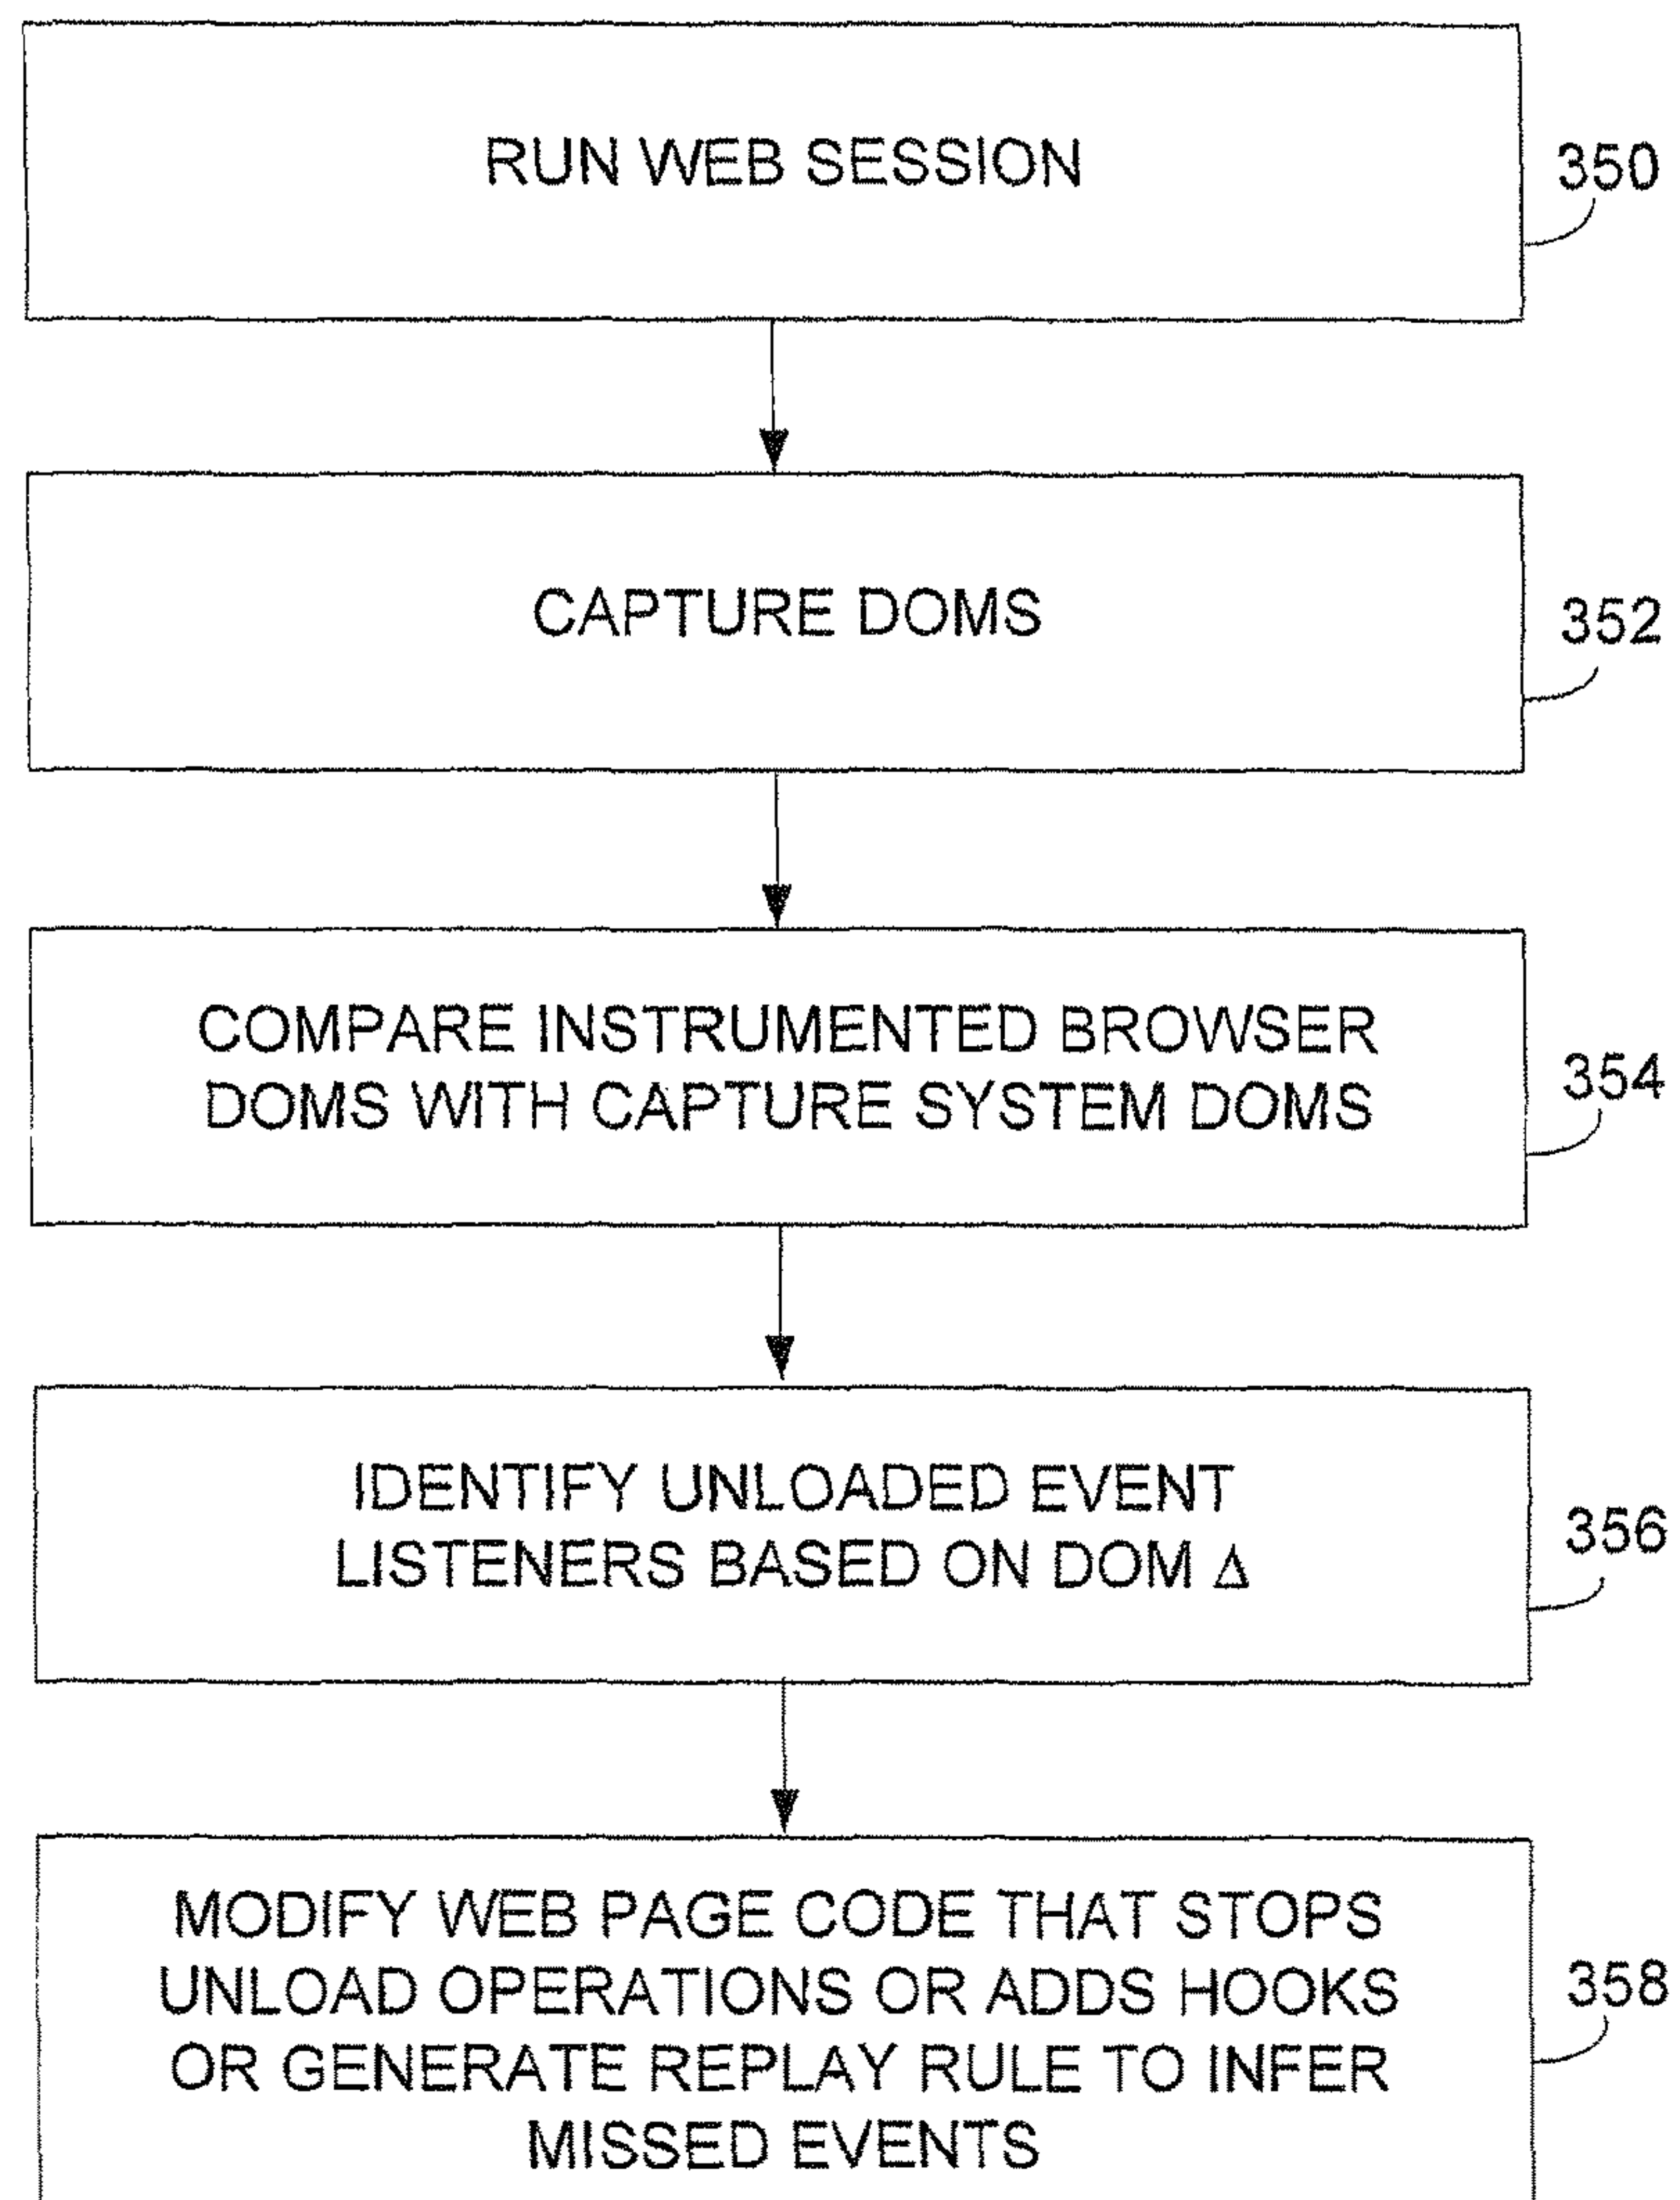 RUN WEB SESSION
350
CAPTURE DOMS
352
COMPARE INSTRUMENTED BROWSER
DOMS WITH CAPTURE SYSTEM DOMS
354
IDENTIFY UNLOADED EVENT
LISTENERS BASED ON DOM Δ
356
MODIFY WEB PAGE CODE THAT STOPS
UNLOAD OPERATIONS OR ADDS HOOKS
OR GENERATE REPLAY RULE TO INFER
MISSED EVENTS
358